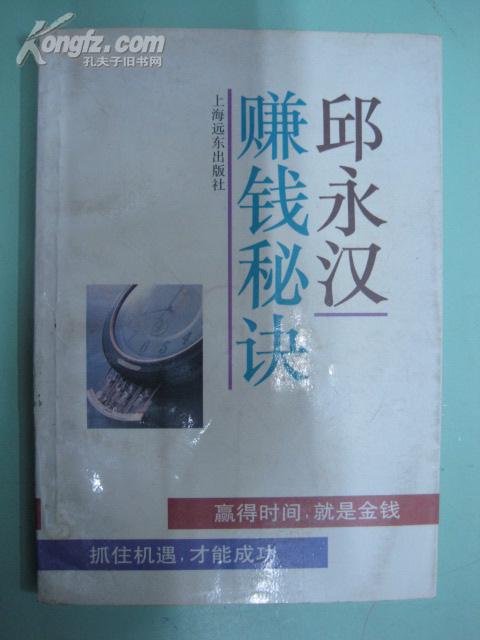 Kongfz.com
孔夫子旧书网
邱永汉
赚钱秘诀
上海远东出版社
赢得时间，就是金钱
抓住机遇，才能成功